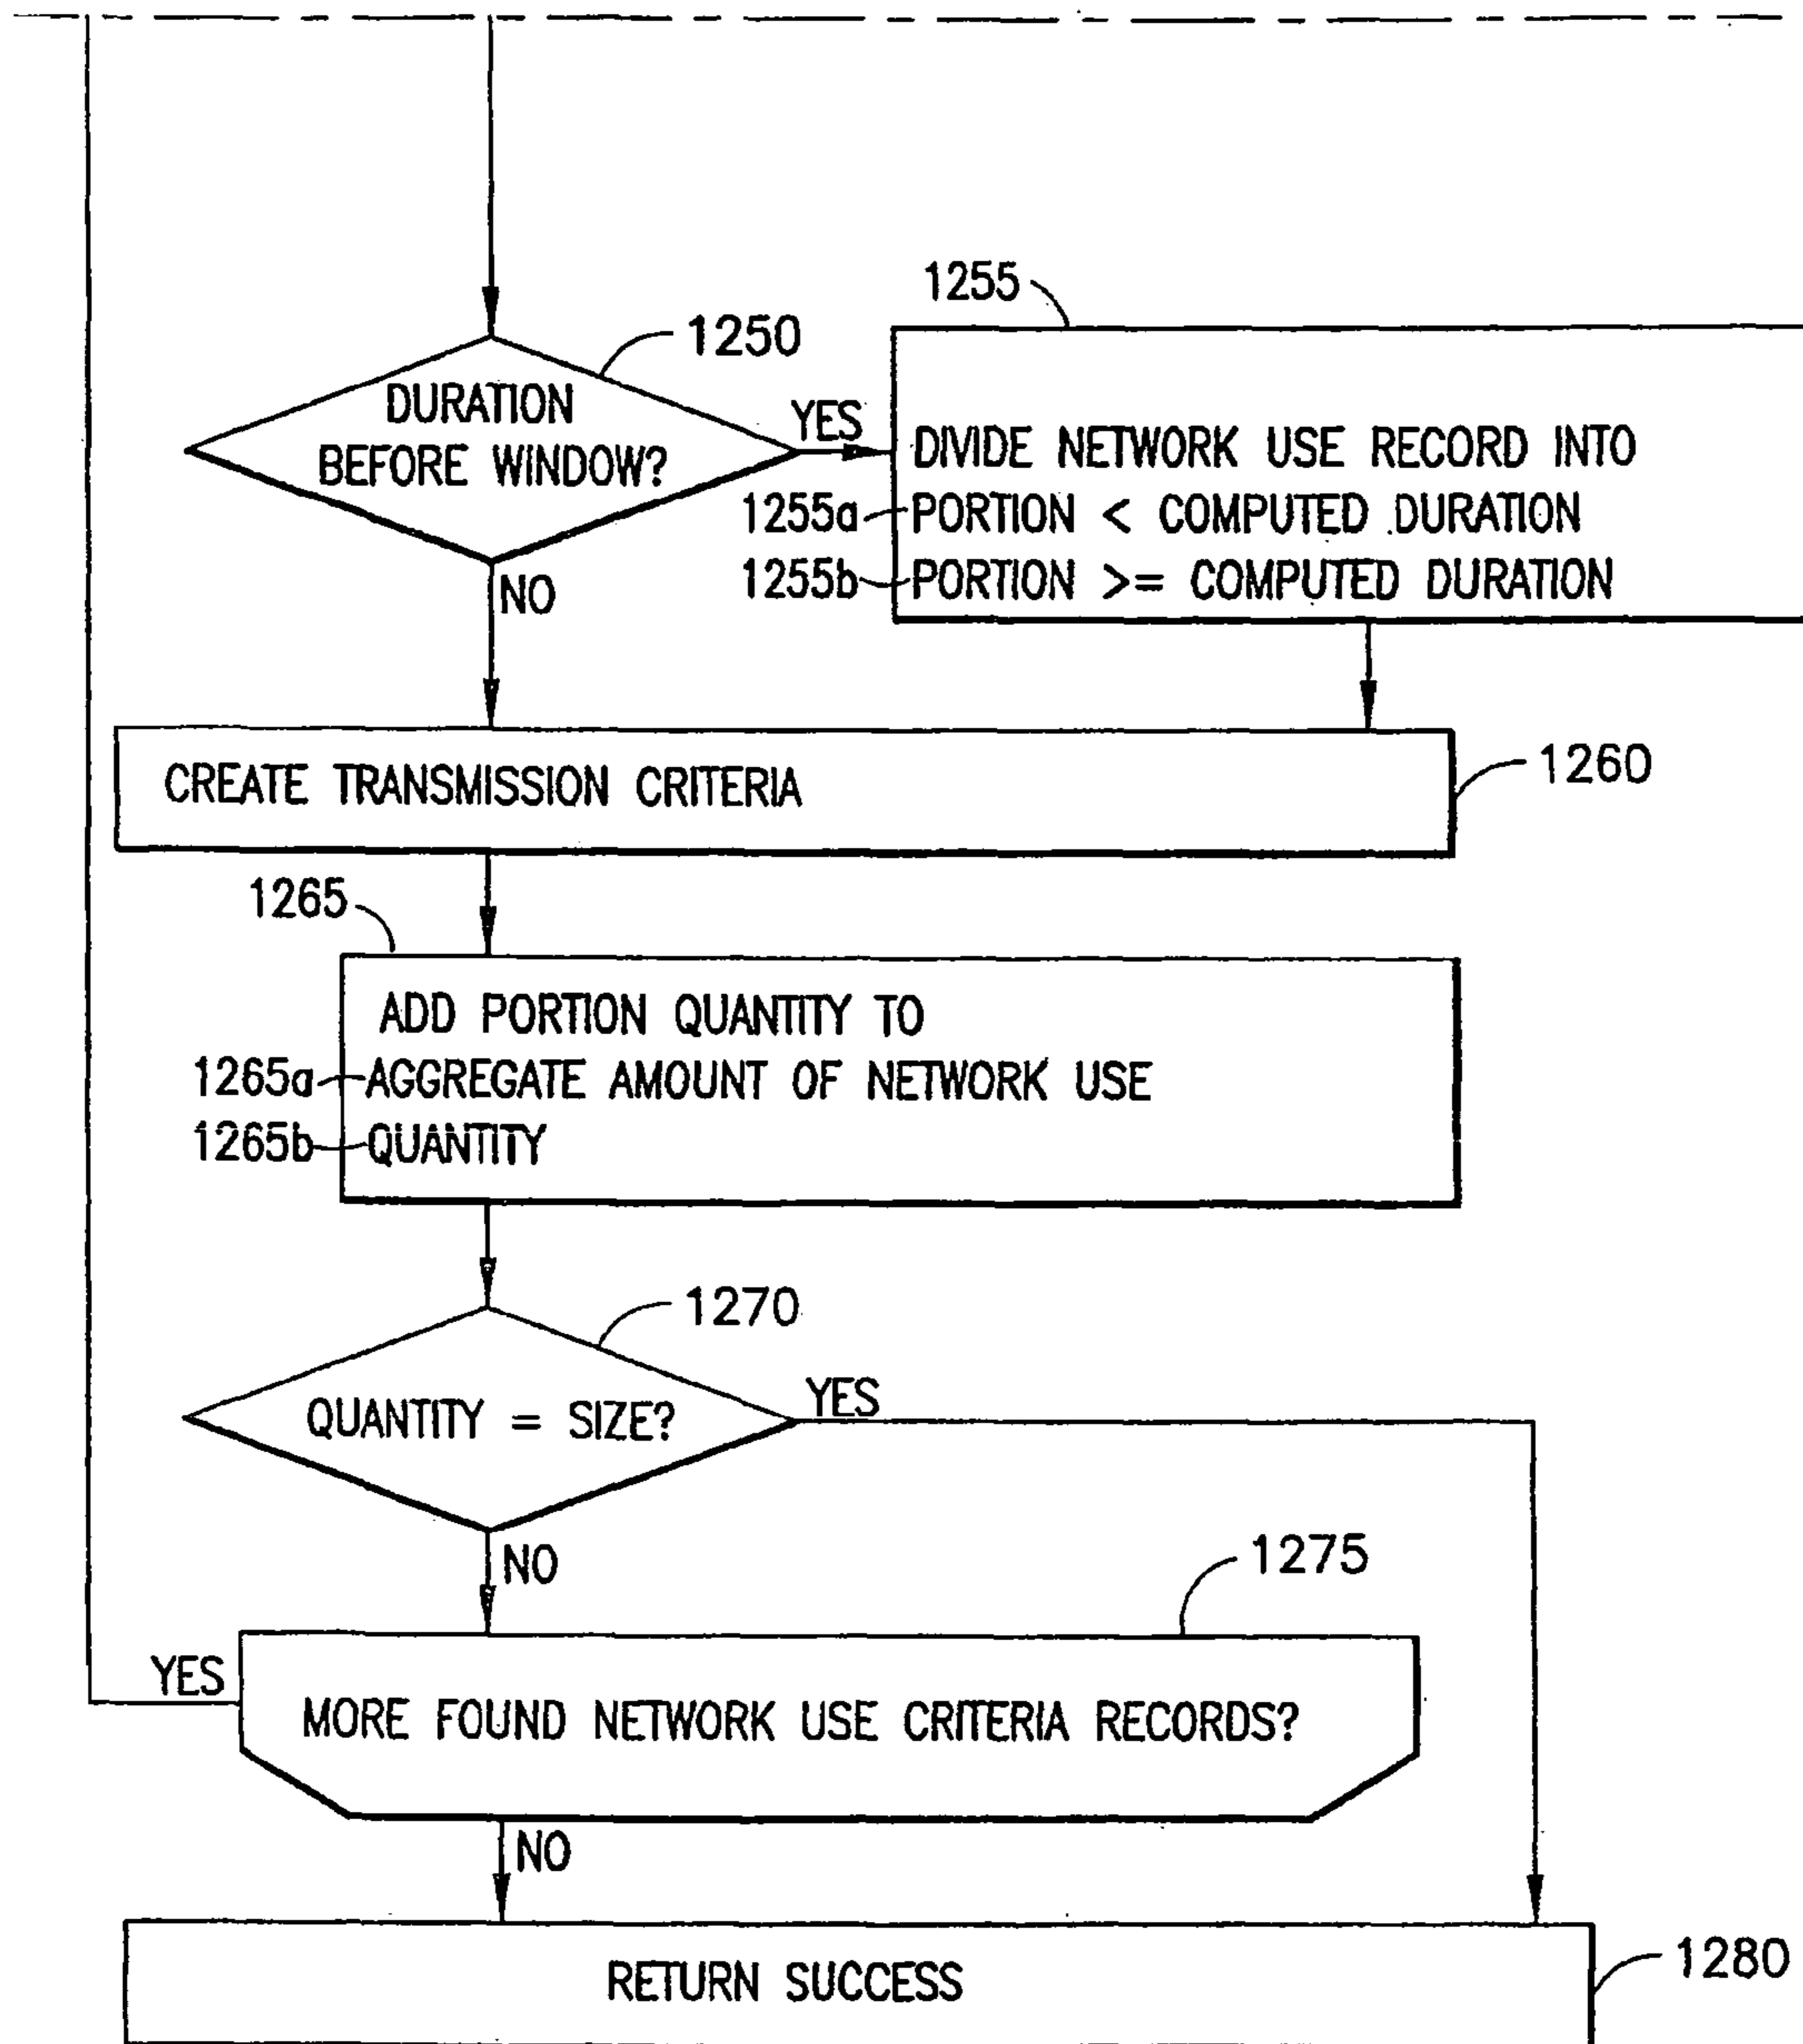 1250
DURATION
BEFORE WINDOW?
YES
NO
1255
DIVIDE NETWORK USE RECORD INTO
1255a PORTION < COMPUTED DURATION
1255b PORTION >= COMPUTED DURATION
CREATE TRANSMISSION CRITERIA
1260
1265
ADD PORTION QUANTITY TO
1265a AGGREGATE AMOUNT OF NETWORK USE
1265b QUANTITY
1270
QUANTITY = SIZE?
YES
NO
1275
YES
MORE FOUND NETWORK USE CRITERIA RECORDS?
NO
RETURN SUCCESS
1280